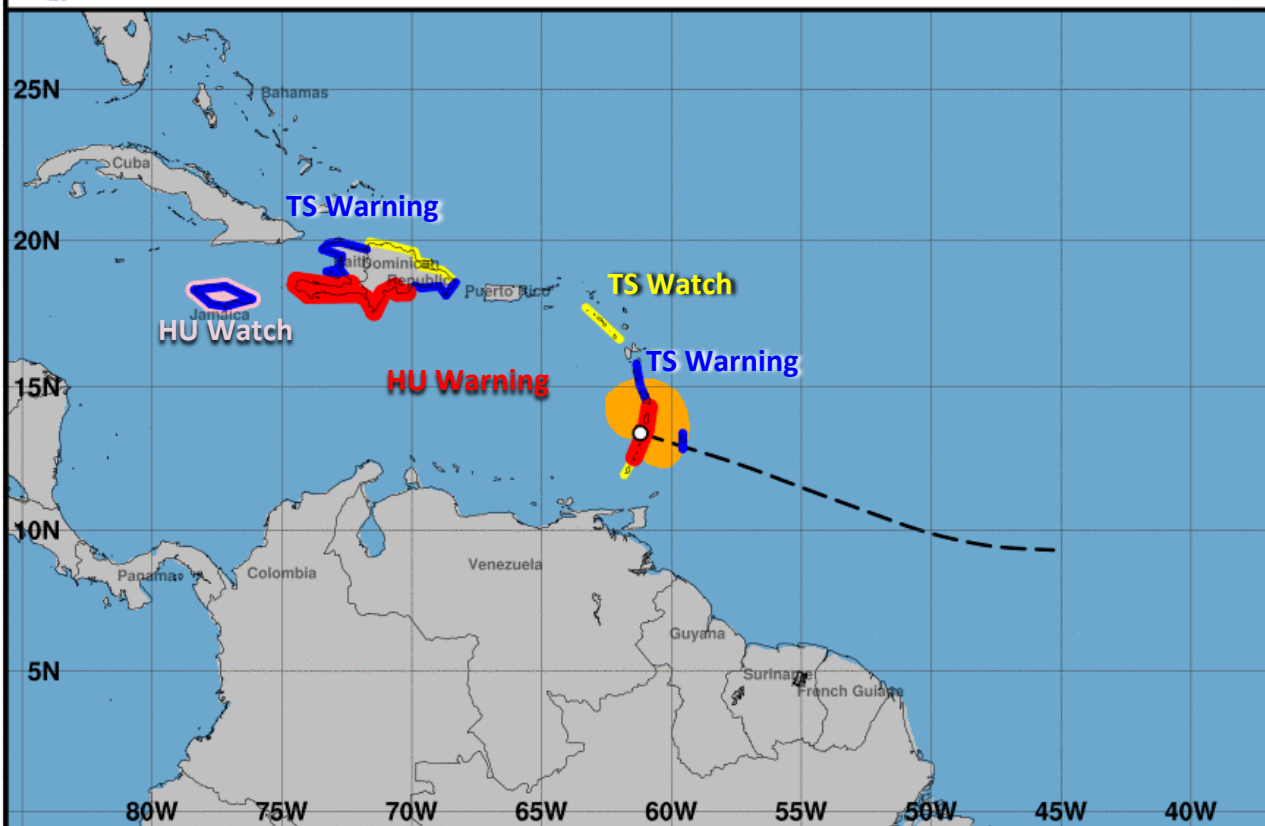 25N
Bahamas
Cuba
TS Warning
20N
Haiti
Dominican
Republic
Puerto Rico
TS Watch
Jamaica
HU Watch
TS Warning
HU Warning
15N
10N
Venezuela
Panama
Colombia
Guyana
Suriname
French Guiana
5N
80W
75W
70W
65W
60W
55W
50W
45W
40W